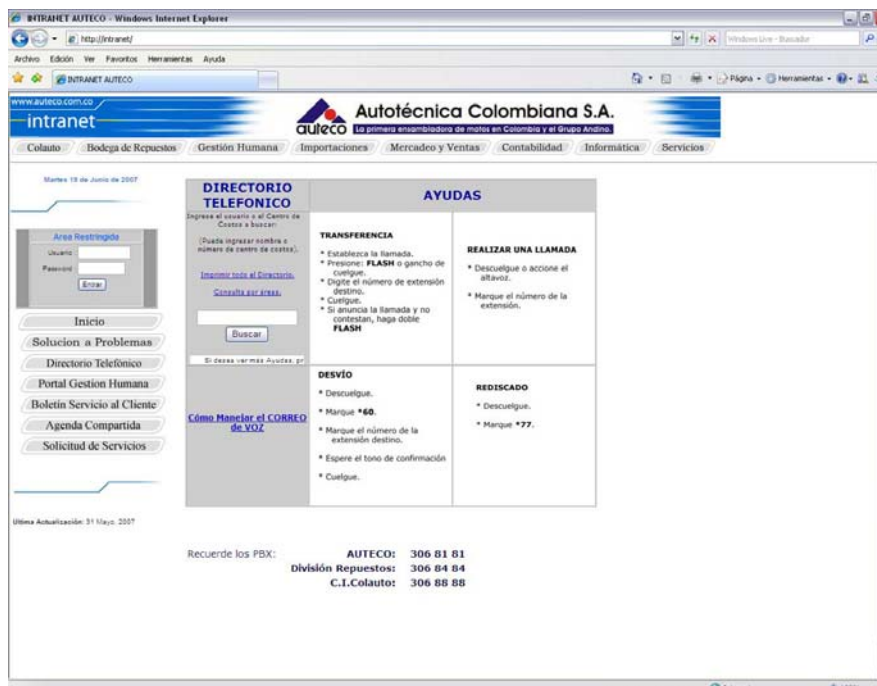 INTRANET AUTECO - Windows Internet Explorer
http://intranet/
Windows Live - Buscador
Archivo Edición Ver Favoritos Herramientas Ayuda
INTRANET AUTECO
Página Herramientas
www.auteco.com.co
intranet
auteco
Autotécnica Colombiana S.A.
La primera ensambladora de motos en Colombia y el Grupo Andino.
Colauto Bodega de Repuestos Gestión Humana Importaciones Mercadeo y Ventas Contabilidad Informática Servicios
Martes 19 de Junio de 2007
Area Restringida
Usuario
Password
Entrar
Inicio
Solucion a Problemas
Directorio Telefónico
Portal Gestion Humana
Boletín Servicio al Cliente
Agenda Compartida
Solicitud de Servicios
Ultima Actualización: 31 Mayo, 2007
DIRECTORIO
TELEFONICO
Ingrese el usuario o el Centro de
Costos a buscar:
(Puede ingresar nombre o
número de centro de costos).
Imprimir todo el Directorio.
Consulta por áreas.
Buscar
Si desea ver más Ayudas, pr
Cómo Manejar el CORREO
de VOZ
AYUDAS
TRANSFERENCIA
* Establezca la llamada.
* Presione: FLASH o gancho de
cuelgue.
* Digite el número de extensión
destino.
* Cuelgue.
* Si anuncia la llamada y no
contestan, haga doble
FLASH
REALIZAR UNA LLAMADA
* Descuelgue o accione el
altavoz.
* Marque el número de la
extensión.
DESVÍO
* Descuelgue.
* Marque *60.
* Marque el número de la
extensión destino.
* Espere el tono de confirmación
* Cuelgue.
REDISCADO
* Descuelgue.
* Marque *77.
Recuerde los PBX: AUTECO: 306 81 81
División Repuestos: 306 84 84
C.I.Colauto: 306 88 88